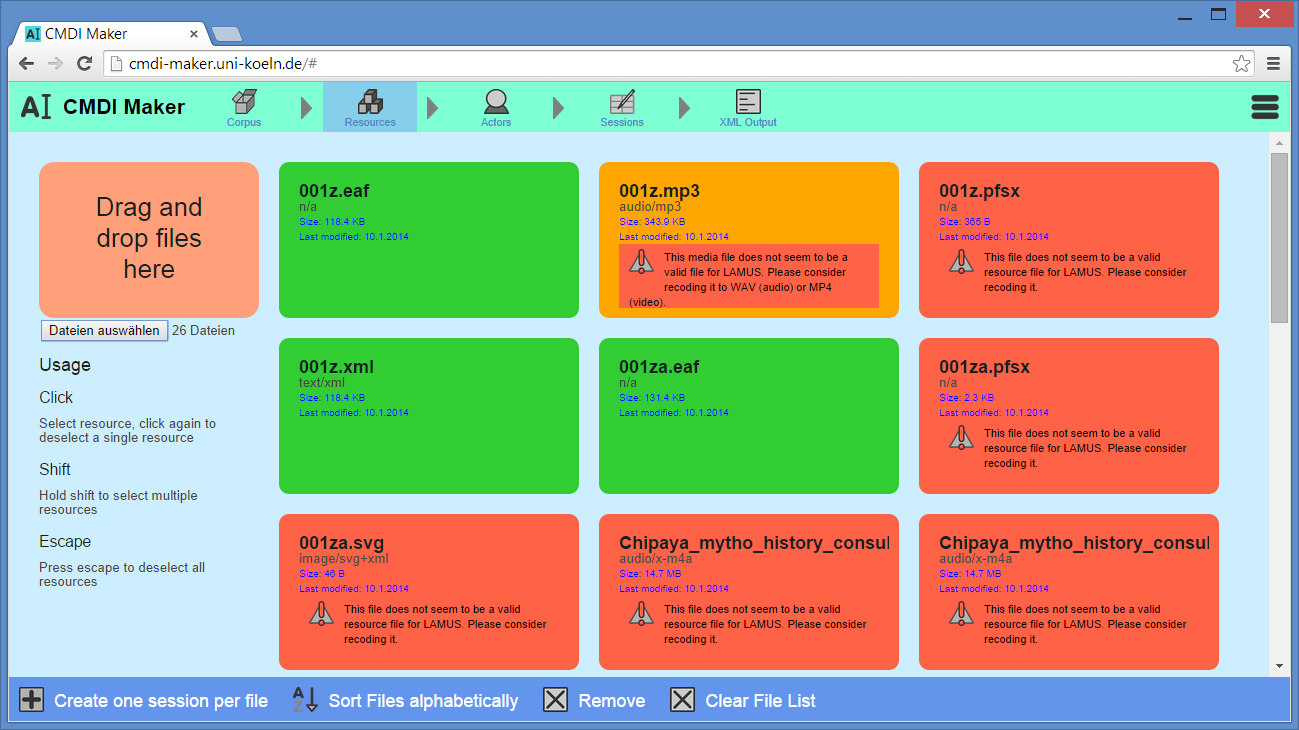 CMDI Maker
cmdi-maker.uni-koeln.de/#
AI CMDI Maker
Corpus
Resources
Actors
Sessions
XML Output
Drag and
drop files
here
Dateien auswählen 26 Dateien
Usage
Click
Select resource, click again to
deselect a single resource
Shift
Hold shift to select multiple
resources
Escape
Press escape to deselect all
resources
001z.eaf
n/a
Size: 118.4 KB
Last modified: 10.1.2014
001z.mp3
audio/mp3
Size: 343.9 KB
Last modified: 10.1.2014
This media file does not seem to be a
valid file for LAMUS. Please consider
recoding it to WAV (audio) or MP4
(video).
001z.pfsx
n/a
Size: 365 B
Last modified: 10.1.2014
This file does not seem to be a valid
resource file for LAMUS. Please consider
recoding it.
001z.xml
text/xml
Size: 118.4 KB
Last modified: 10.1.2014
001za.eaf
n/a
Size: 131.4 KB
Last modified: 10.1.2014
001za.pfsx
n/a
Size: 2.3 KB
Last modified: 10.1.2014
This file does not seem to be a valid
resource file for LAMUS. Please consider
recoding it.
001za.svg
image/svg+xml
Size: 46 B
Last modified: 10.1.2014
This file does not seem to be a valid
resource file for LAMUS. Please consider
recoding it.
Chipaya_mytho_history_consul
audio/x-m4a
Size: 14.7 MB
Last modified: 10.1.2014
This file does not seem to be a valid
resource file for LAMUS. Please consider
recoding it.
Chipaya_mytho_history_consul
audio/x-m4a
Size: 14.7 MB
Last modified: 10.1.2014
This file does not seem to be a valid
resource file for LAMUS. Please consider
recoding it.
Create one session per file
Sort Files alphabetically
Remove
Clear File List